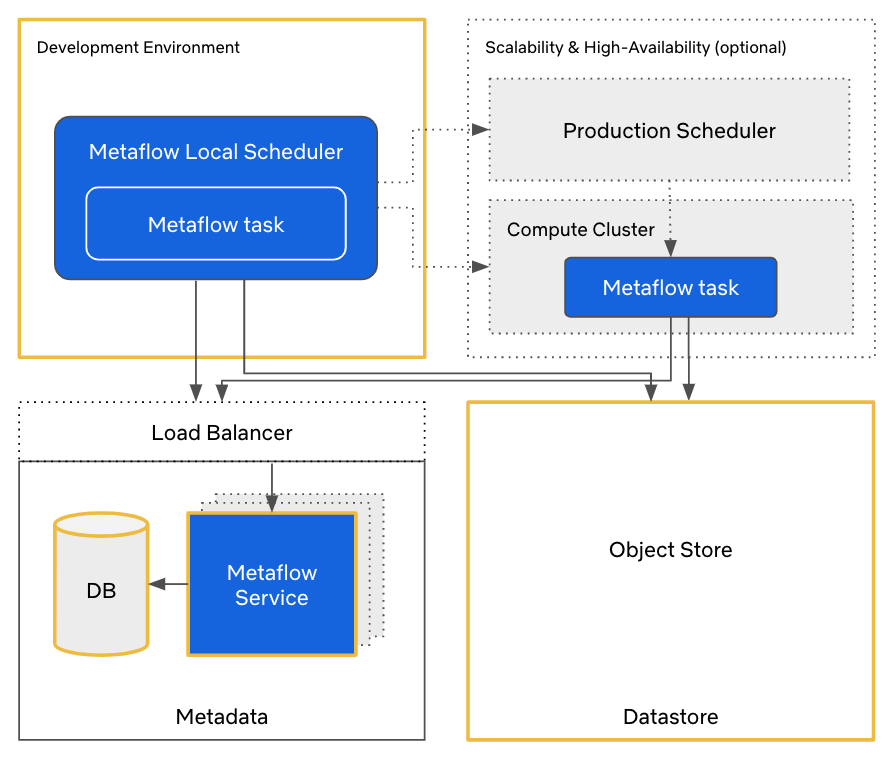 Development Environment
Metaflow Local Scheduler
Metaflow task
Scalability & High-Availability (optional)
Production Scheduler
Compute Cluster
Metaflow task
Load Balancer
DB
Metaflow
Service
Metadata
Object Store
Datastore